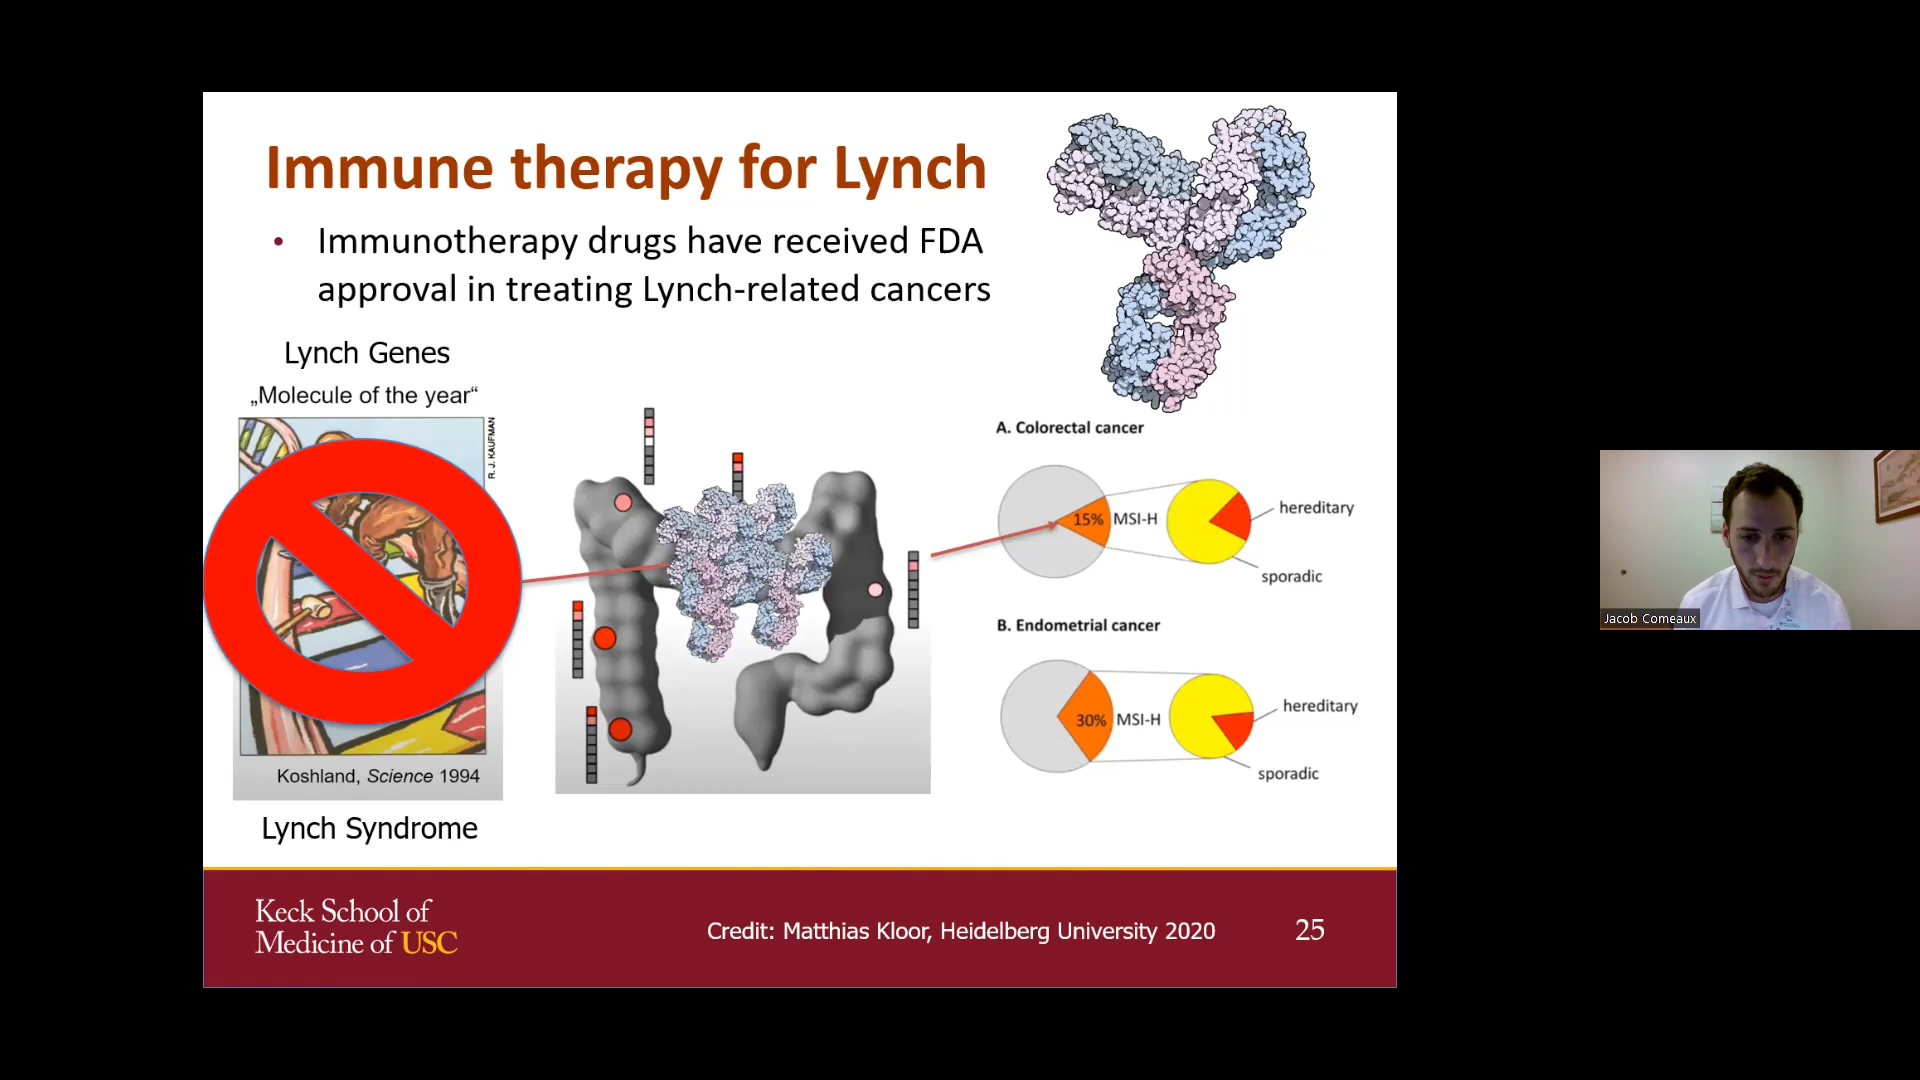 Immune therapy for Lynch
• Immunotherapy drugs have received FDA
approval in treating Lynch-related cancers
Lynch Genes
„Molecule of the year“
R. J. KAUFMAN
Koshland, Science 1994
Lynch Syndrome
A. Colorectal cancer
15% MSI-H
hereditary
sporadic
B. Endometrial cancer
30% MSI-H
hereditary
sporadic
Keck School of
Medicine of USC
Credit: Matthias Kloor, Heidelberg University 2020
25
Jacob Comeaux